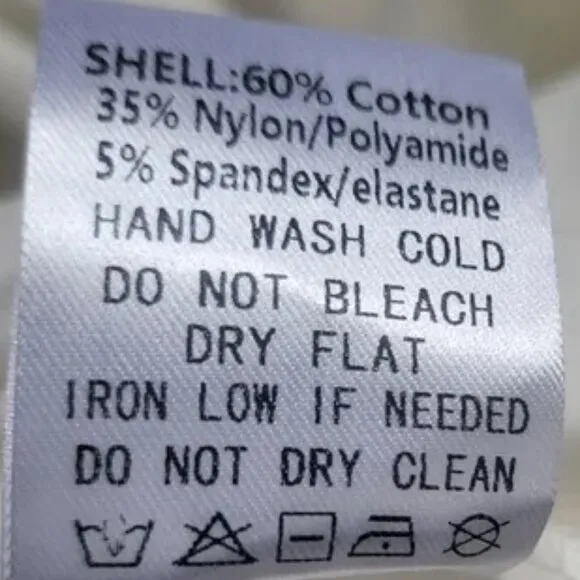 SHELL:60% Cotton
35% Nylon/Polyamide
5% Spandex/elastane
HAND WASH COLD
DO NOT BLEACH
DRY FLAT
IRON LOW IF NEEDED
DO NOT DRY CLEAN